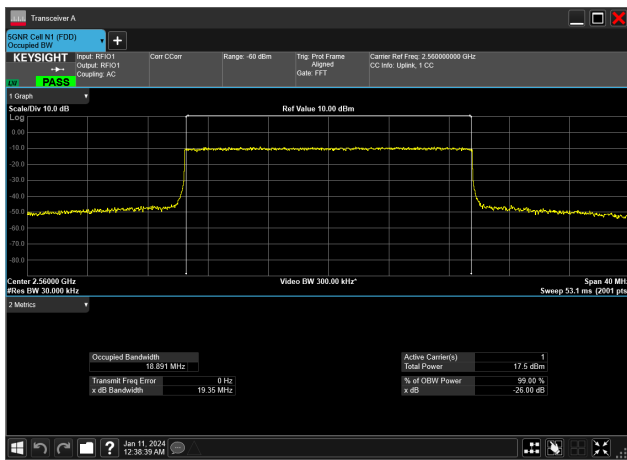 Transceiver A
5GNR Cell N1 (FDD)
Occupied BW
KEYSIGHT
LVI
PASS
Input: RFIO1
Output: RFIO1
Coupling: AC
Corr CCorr
Range: -60 dBm
Trig: Prot Frame
Aligned
Gate: FFT
Carrier Ref Freq: 2.560000000 GHz
CC Info: Uplink, 1 CC
1 Graph
Scale/Div 10.0 dB
Ref Value 10.00 dBm
Log
0.00
-10.0
-20.0
-30.0
-40.0
-50.0
-60.0
-70.0
-80.0
Center 2.56000 GHz
Video BW 300.00 kHz*
Span 40 MHz
#Res BW 30.000 kHz
Sweep 53.1 ms (2001 pts
2 Metrics
Occupied Bandwidth
18.891 MHz
Active Carrier(s) 1
Total Power 17.5 dBm
Transmit Freq Error 0 Hz
x dB Bandwidth 19.35 MHz
% of OBW Power 99.00 %
x dB -26.00 dB
?
Jan 11, 2024
12:38:39 AM